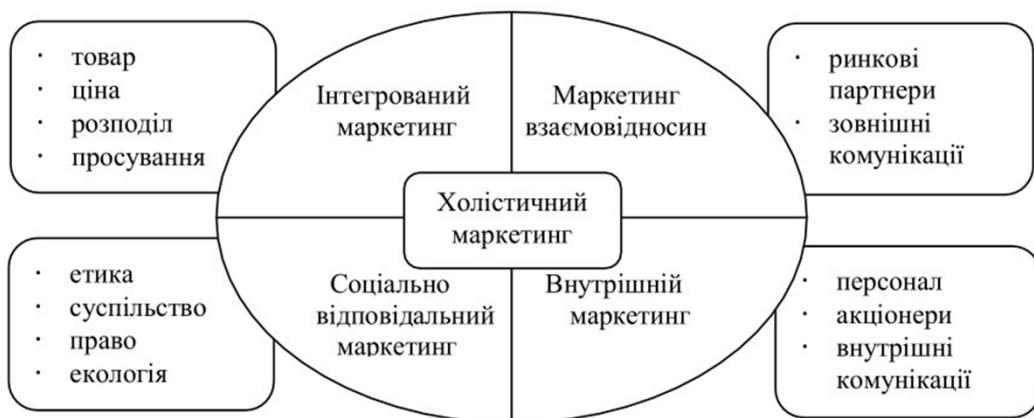 · товар
· ціна
· розподіл
· просування
Інтегрований
маркетинг
Маркетинг
взаємовідносин
· ринкові
партнери
· зовнішні
комунікації
Холістичний
маркетинг
· етика
· суспільство
· право
· екологія
Соціально
відповідальний
маркетинг
Внутрішній
маркетинг
· персонал
· акціонери
· внутрішні
комунікації